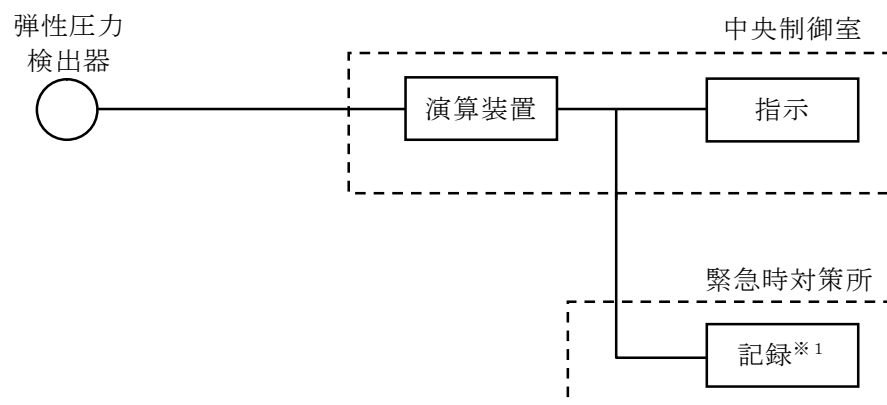 弾性圧力
検出器
中央制御室
演算装置
指示
緊急時対策所
記録※1